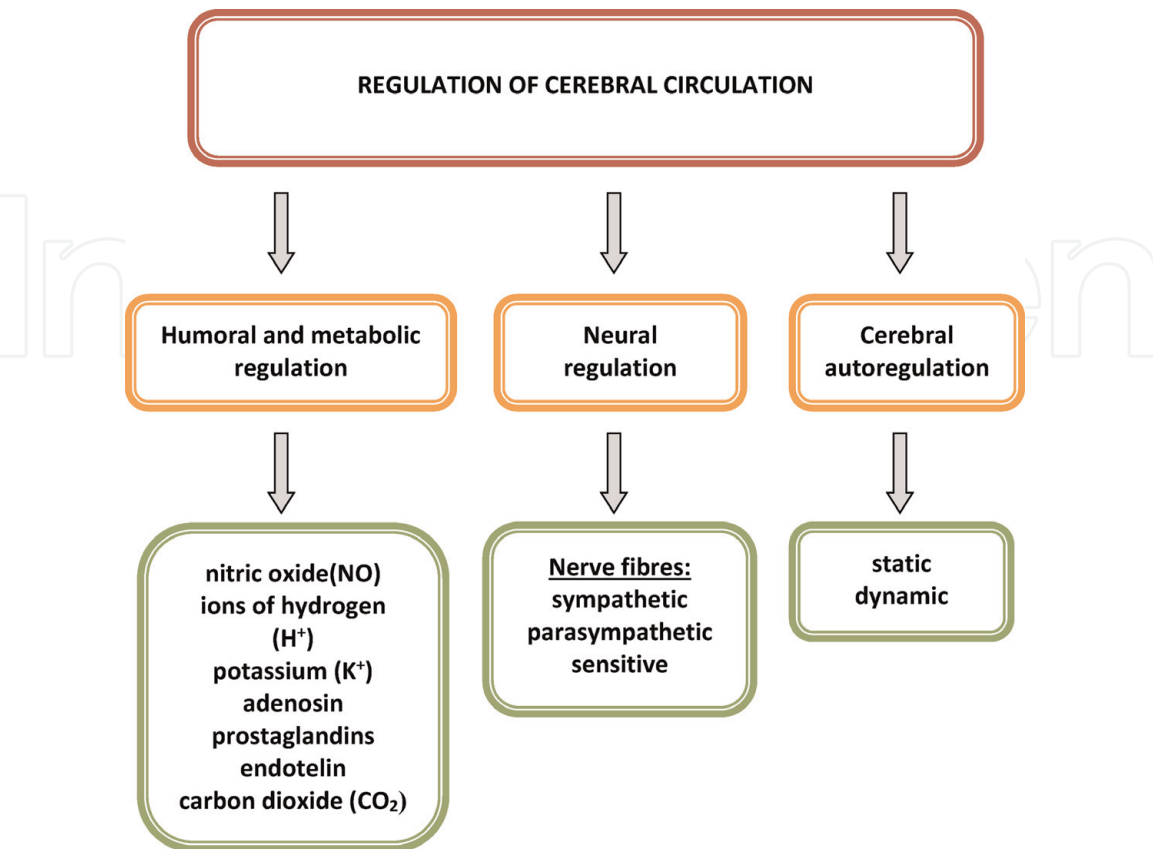 REGULATION OF CEREBRAL CIRCULATION
Humoral and metabolic
regulation
Neural
regulation
Cerebral
autoregulation
nitric oxide(NO)
ions of hydrogen
(H⁺)
potassium (K⁺)
adenosin
prostaglandins
endotelin
carbon dioxide (CO₂)
Nerve fibres:
sympathetic
parasympathetic
sensitive
static
dynamic